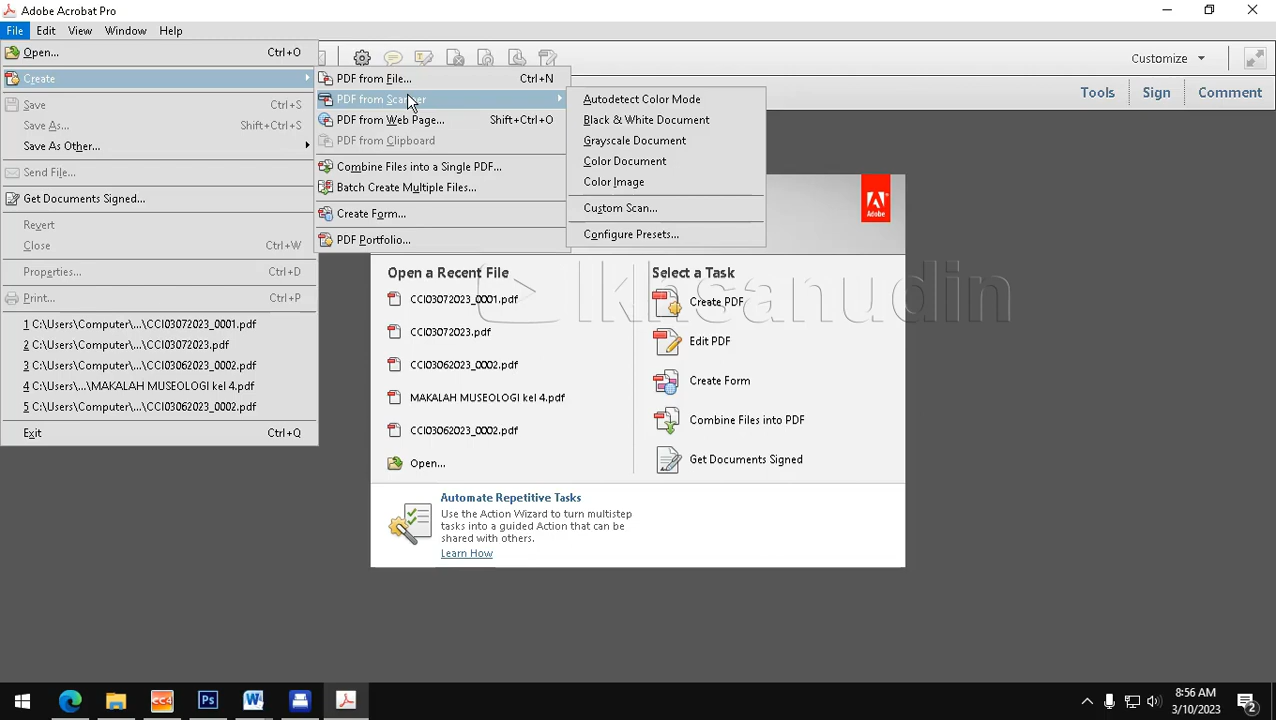 Adobe Acrobat Pro
File Edit View Window Help
Open... Ctrl+O
Create
Save Ctrl+S
Save As... Shift+Ctrl+S
Save As Other...
Send File...
Get Documents Signed...
Revert
Close Ctrl+W
Properties... Ctrl+D
Print... Ctrl+P
1 C:\Users\Computer\...\CCI03072023_0001.pdf
2 C:\Users\Computer\...\CCI03072023.pdf
3 C:\Users\Computer\...\CCI03062023_0002.pdf
4 C:\Users\...\MAKALAH MUSEOLOGI kel 4.pdf
5 C:\Users\Computer\...\CCI03062023_0002.pdf
Exit Ctrl+Q
PDF from File... Ctrl+N
PDF from Scanner
PDF from Web Page... Shift+Ctrl+O
PDF from Clipboard
Combine Files into a Single PDF...
Batch Create Multiple Files...
Create Form...
PDF Portfolio...
Autodetect Color Mode
Black & White Document
Grayscale Document
Color Document
Color Image
Custom Scan...
Configure Presets...
Customize
Tools Sign Comment
Adobe
Open a Recent File
CCI03072023_0001.pdf
CCI03072023.pdf
CCI03062023_0002.pdf
MAKALAH MUSEOLOGI kel 4.pdf
CCI03062023_0002.pdf
Open...
Select a Task
Create PDF
Edit PDF
Create Form
Combine Files into PDF
Get Documents Signed
Ikhsanudin
Automate Repetitive Tasks
Use the Action Wizard to turn multistep
tasks into a guided Action that can be
shared with others.
Learn How
CC4
Ps
W
8:56 AM
3/10/2023
2